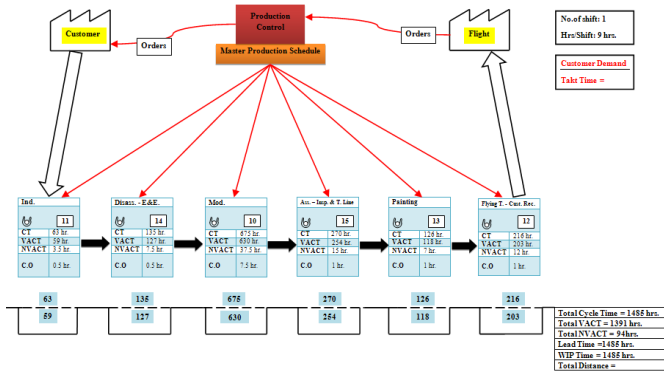 Production
Control
Customer
Flight
Orders
Orders
Master Production Schedule
No.of shift: 1
Hrs/Shift: 9 hrs.
Customer Demand
Takt Time =
Ind.
11
CT 63 hr.
VACT 59 hr.
NVACT 3.5 hr.
C.O 0.5 hr.
Disass. - E&E.
14
CT 135 hr.
VACT 127 hr.
NVACT 7.5 hr.
C.O 0.5 hr.
Mod.
10
CT 675 hr.
VACT 630 hr.
NVACT 37.5 hr.
C.O 7.5 hr.
Ass. – Insp. & T. Line
15
CT 270 hr.
VACT 254 hr.
NVACT 15 hr.
C.O 1 hr.
Painting
13
CT 126 hr.
VACT 118 hr.
NVACT 7 hr.
C.O 1 hr.
Flying T. - Cust. Rec.
12
CT 216 hr.
VACT 203 hr.
NVACT 12 hr.
C.O 1 hr.
63 135 675 270 126 216
59 127 630 254 118 203
Total Cycle Time = 1485 hrs.
Total VACT = 1391 hrs.
Total NVACT = 94hrs.
Lead Time =1485 hrs.
WIP Time = 1485 hrs.
Total Distance =